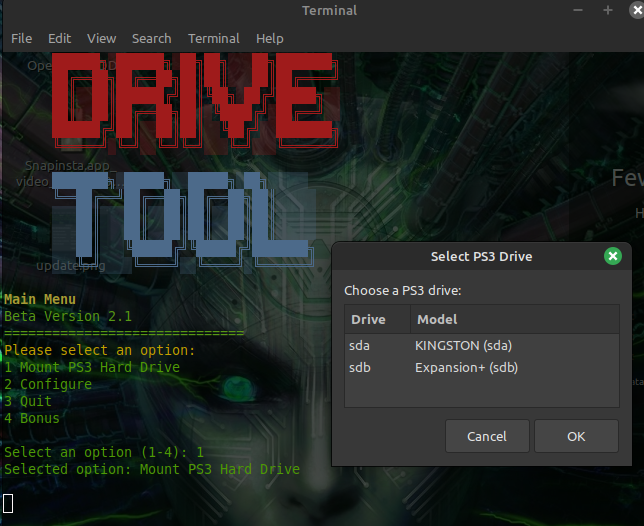 Terminal
File Edit View Search Terminal Help
DRIVE
Snapinsta.app_
video
Few
TOOL
update.png
Select PS3 Drive
Choose a PS3 drive:
Drive Model
sda KINGSTON (sda)
sdb Expansion+ (sdb)
Cancel OK
Main Menu
Beta Version 2.1
==============================
Please select an option:
1 Mount PS3 Hard Drive
2 Configure
3 Quit
4 Bonus
Select an option (1-4): 1
Selected option: Mount PS3 Hard Drive